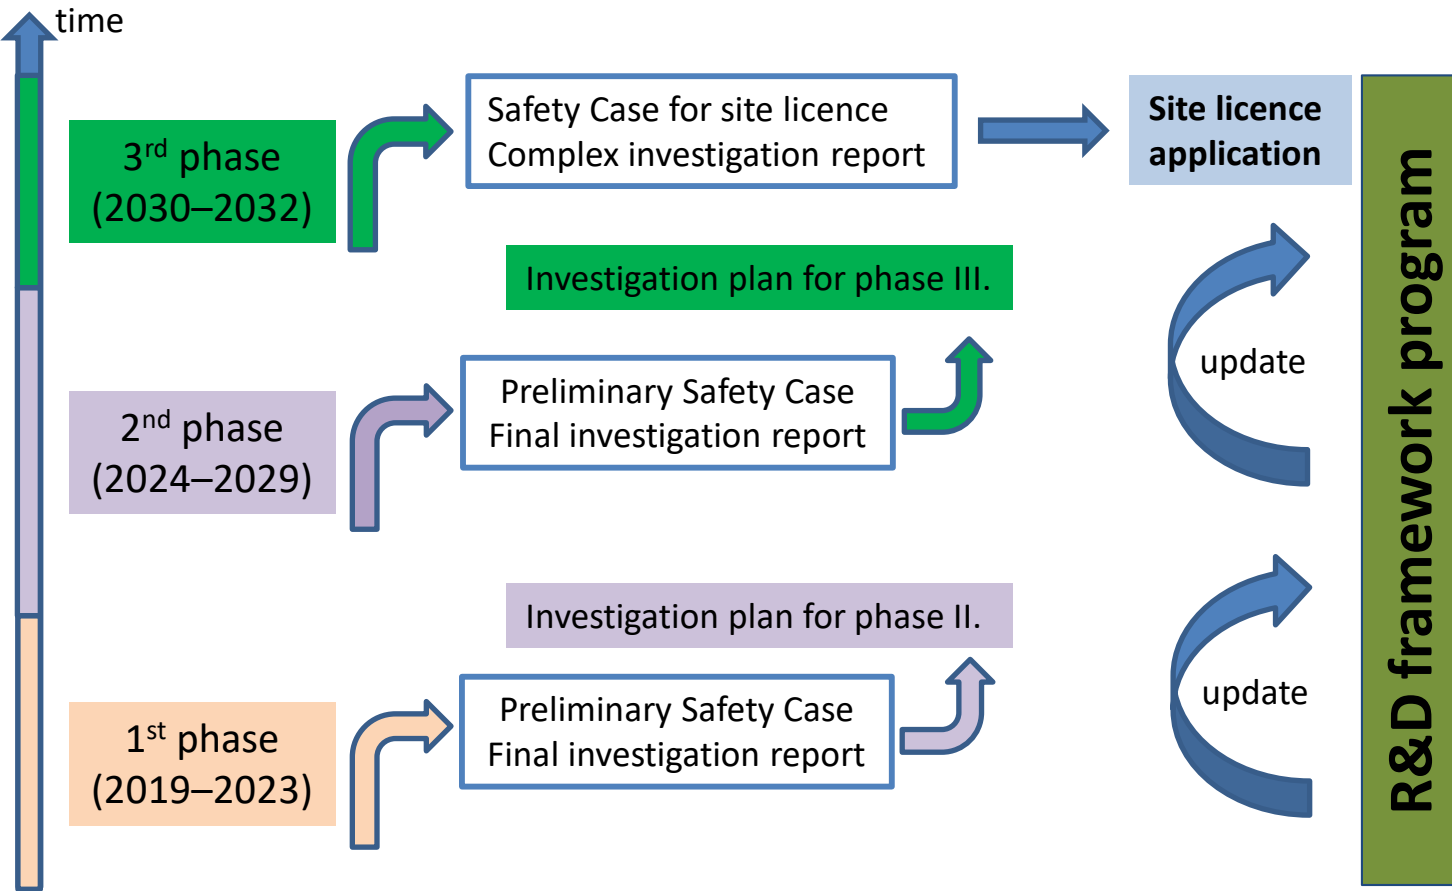 time
3rd phase
(2030–2032)
Safety Case for site licence
Complex investigation report
Site licence
application
Investigation plan for phase III.
2nd phase
(2024–2029)
Preliminary Safety Case
Final investigation report
update
Investigation plan for phase II.
1st phase
(2019–2023)
Preliminary Safety Case
Final investigation report
update
R&D framework program